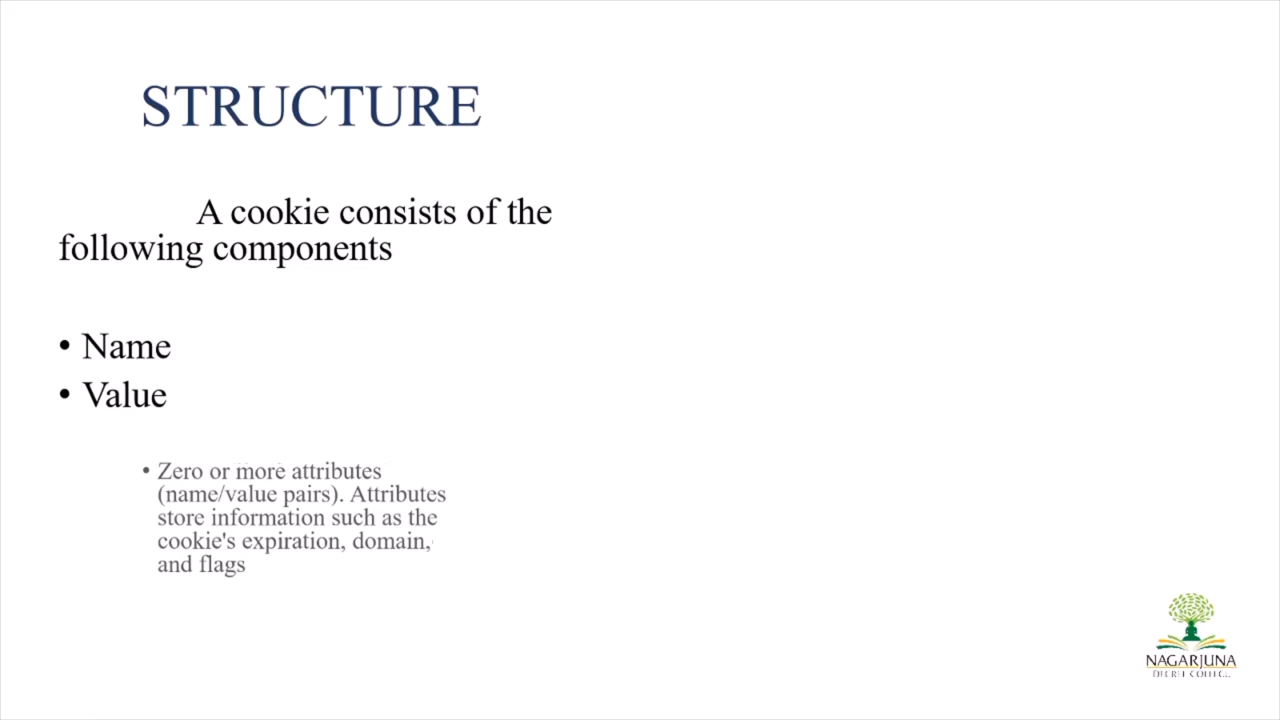 STRUCTURE
A cookie consists of the
following components
• Name
• Value
• Zero or more attributes
(name/value pairs). Attributes
store information such as the
cookie's expiration, domain,
and flags
NAGARJUNA